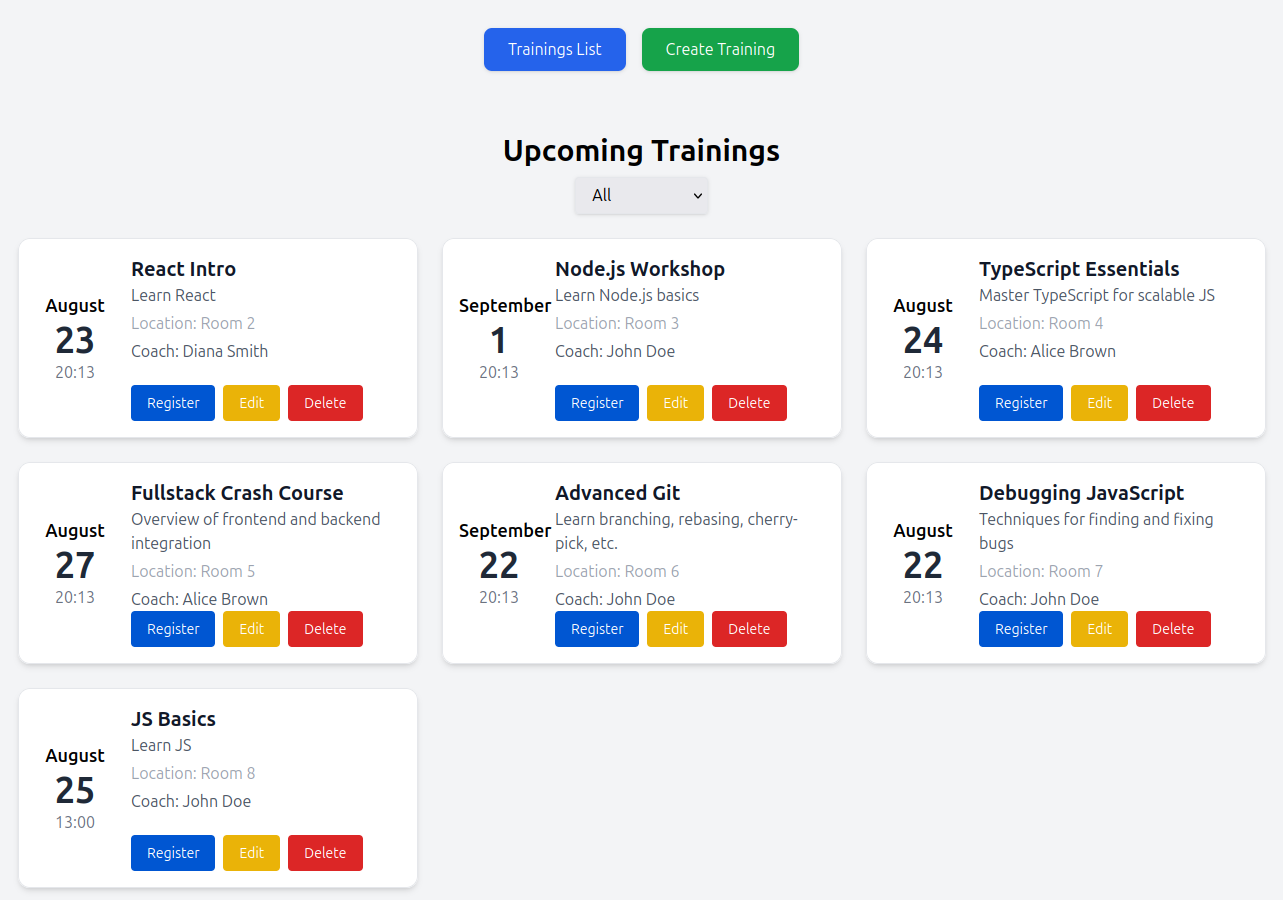 Trainings List
Create Training
Upcoming Trainings
All
August
23
20:13
React Intro
Learn React
Location: Room 2
Coach: Diana Smith
Register
Edit
Delete
September
1
20:13
Node.js Workshop
Learn Node.js basics
Location: Room 3
Coach: John Doe
Register
Edit
Delete
August
24
20:13
TypeScript Essentials
Master TypeScript for scalable JS
Location: Room 4
Coach: Alice Brown
Register
Edit
Delete
August
27
20:13
Fullstack Crash Course
Overview of frontend and backend
integration
Location: Room 5
Coach: Alice Brown
Register
Edit
Delete
September
22
20:13
Advanced Git
Learn branching, rebasing, cherry-
pick, etc.
Location: Room 6
Coach: John Doe
Register
Edit
Delete
August
22
20:13
Debugging JavaScript
Techniques for finding and fixing
bugs
Location: Room 7
Coach: John Doe
Register
Edit
Delete
August
25
13:00
JS Basics
Learn JS
Location: Room 8
Coach: John Doe
Register
Edit
Delete